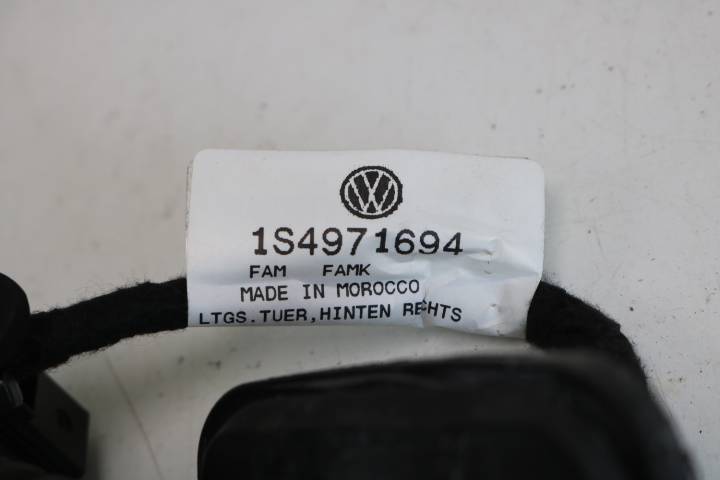 1S4971694
FAM FAMK
MADE IN MOROCCO
LTGS.TUER,HINTEN RECHTS